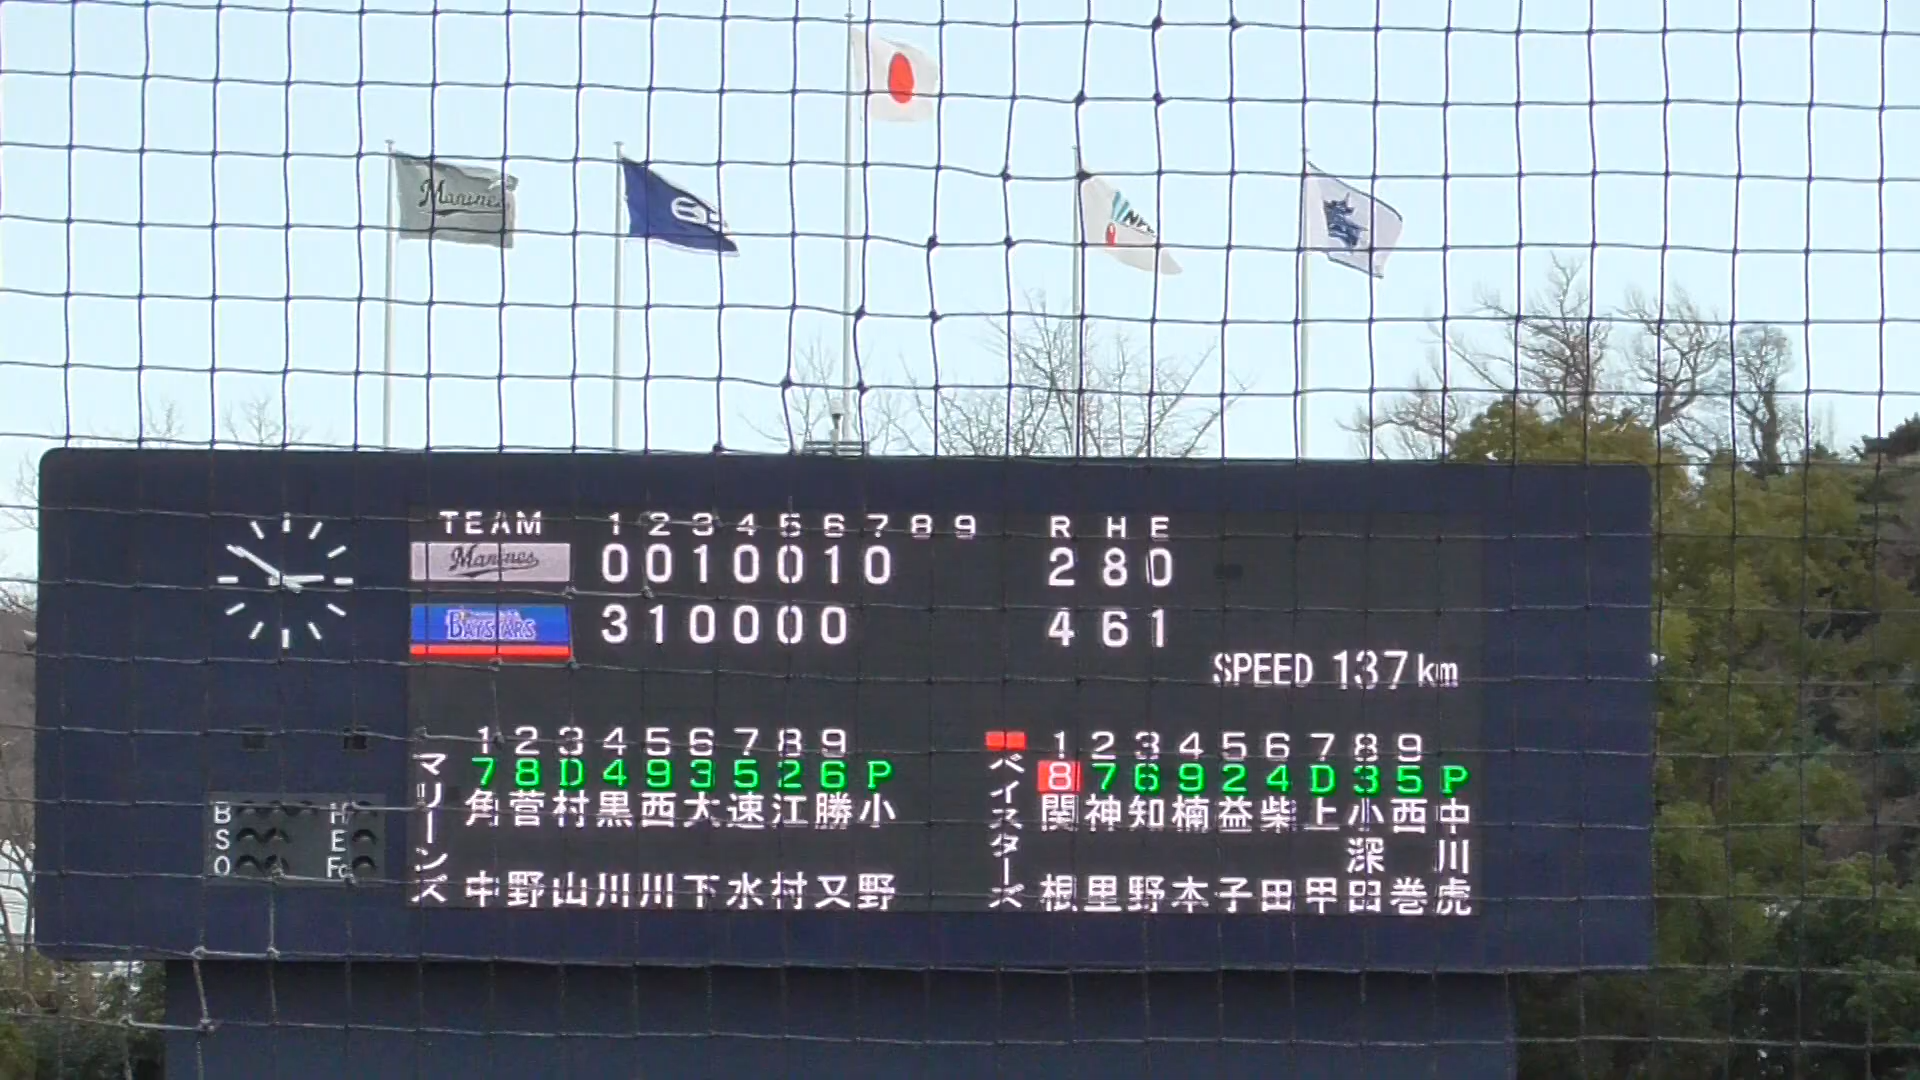 Marines
TEAM 1 2 3 4 5 6 7 8 9 R H E
Marines 0 0 1 0 0 1 0 2 8 0
BAYSTARS 3 1 0 0 0 0 4 6 1
SPEED 137 km
B H
S E
O Fc
マリーンズ
1 2 3 4 5 6 7 8 9
7 8 D 4 9 3 5 2 6 P
角中 菅野 村山 黒川 西川 大下 速水 江村 勝又 小野
ベイスターズ
1 2 3 4 5 6 7 8 9
8 7 6 9 2 4 D 3 5 P
関根 神里 知野 楠本 益子 柴田 上甲 小深田 西巻 中川虎